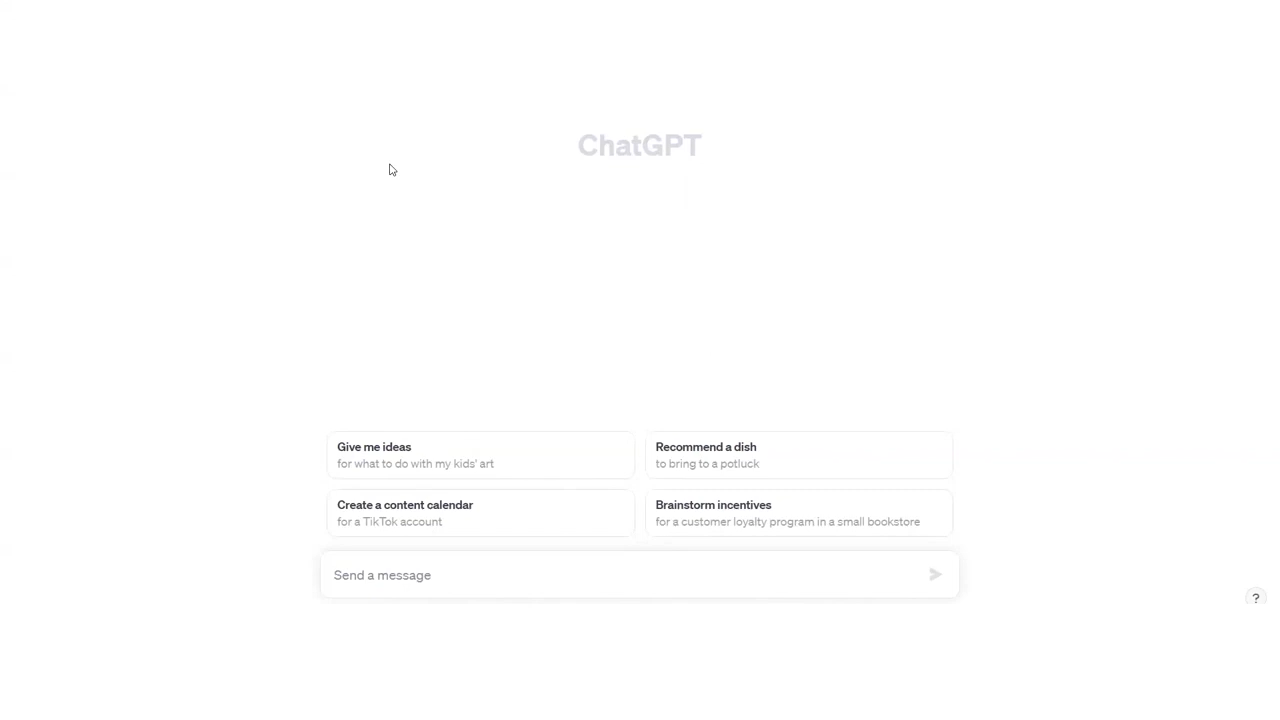 ChatGPT
Give me ideas
for what to do with my kids' art
Recommend a dish
to bring to a potluck
Create a content calendar
for a TikTok account
Brainstorm incentives
for a customer loyalty program in a small bookstore
Send a message
?